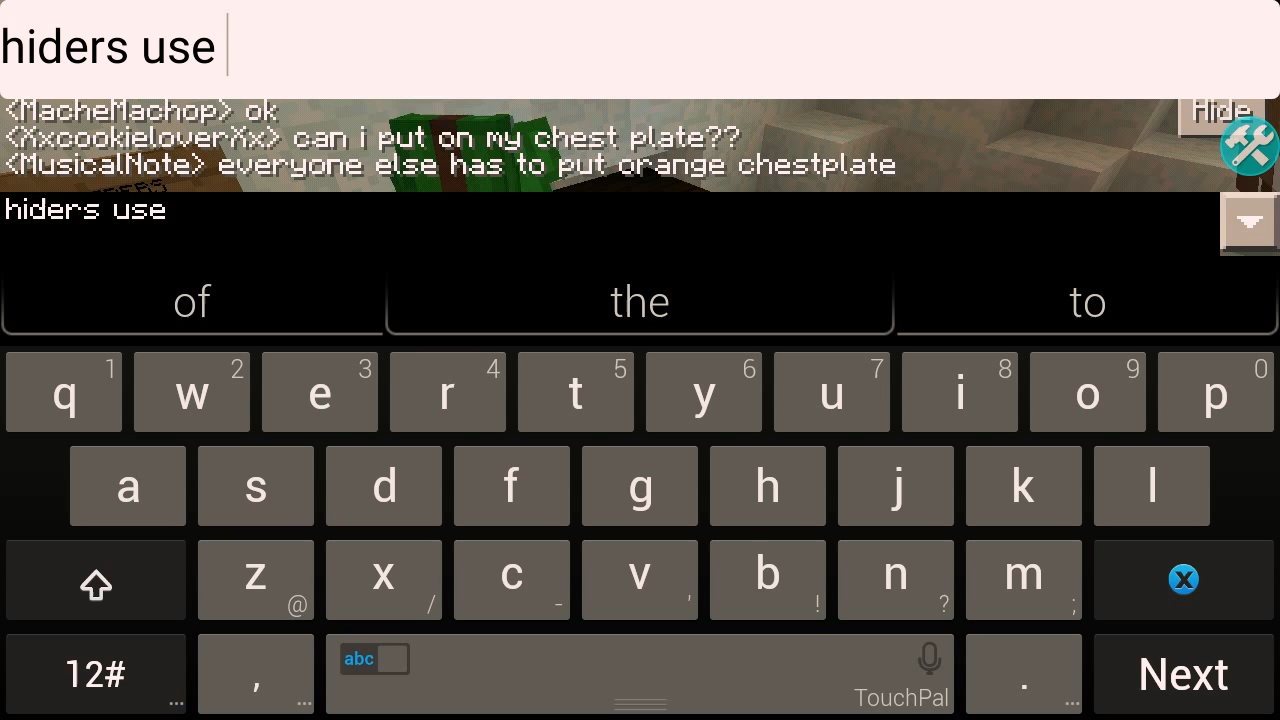 hiders use
<MacheMachop> ok
Hide
<XxcookieloverXx> can i put on my chest plate??
<MusicalNote> everyone else has to put orange chestplate
hiders use
of the to
1 2 3 4 5 6 7 8 9 0
q w e r t y u i o p
a s d f g h j k l
z x c v b n m X
@ / - ' ! ? ;
12# , abc . Next
... ... TouchPal ...